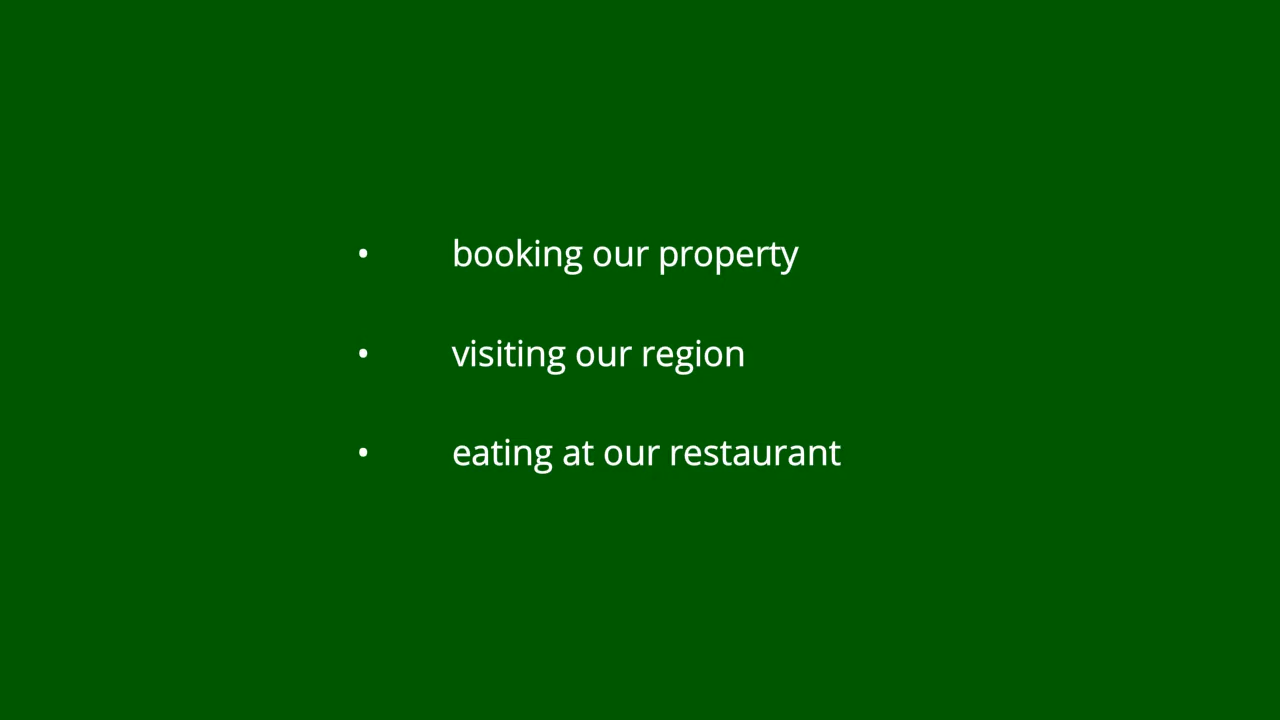 • booking our property
• visiting our region
• eating at our restaurant